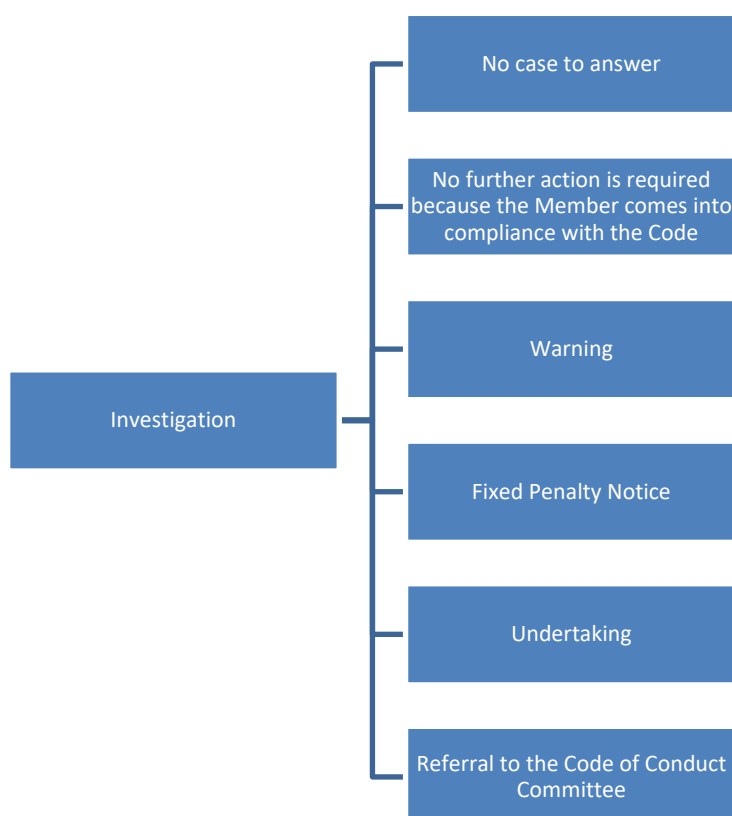 No case to answer
No further action is required
because the Member comes into
compliance with the Code
Warning
Investigation
Fixed Penalty Notice
Undertaking
Referral to the Code of Conduct
Committee